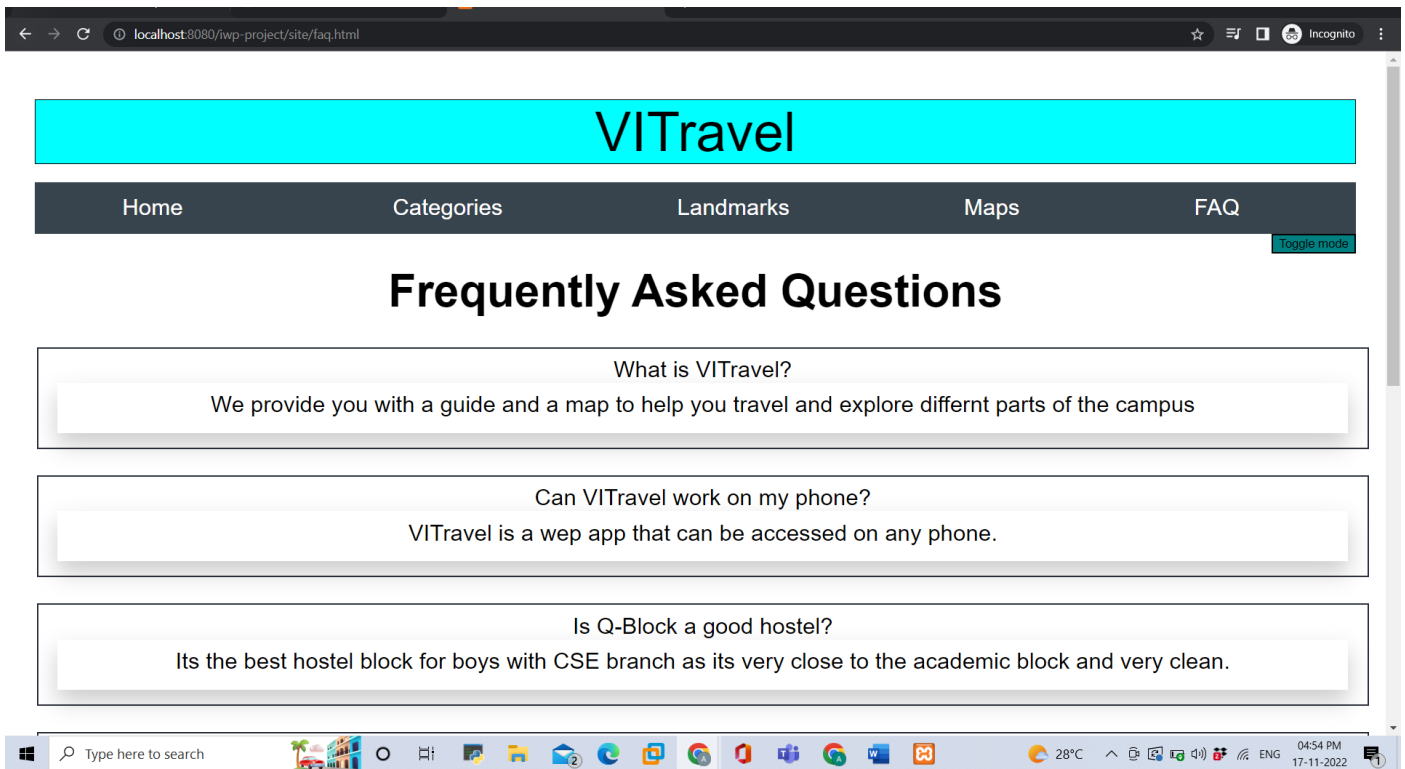 localhost:8080/iwp-project/site/faq.html
Incognito
VITravel
Home Categories Landmarks Maps FAQ
Toggle mode
Frequently Asked Questions
What is VITravel?
We provide you with a guide and a map to help you travel and explore differnt parts of the campus
Can VITravel work on my phone?
VITravel is a wep app that can be accessed on any phone.
Is Q-Block a good hostel?
Its the best hostel block for boys with CSE branch as its very close to the academic block and very clean.
Type here to search
2
28°C
ENG
04:54 PM
17-11-2022
1